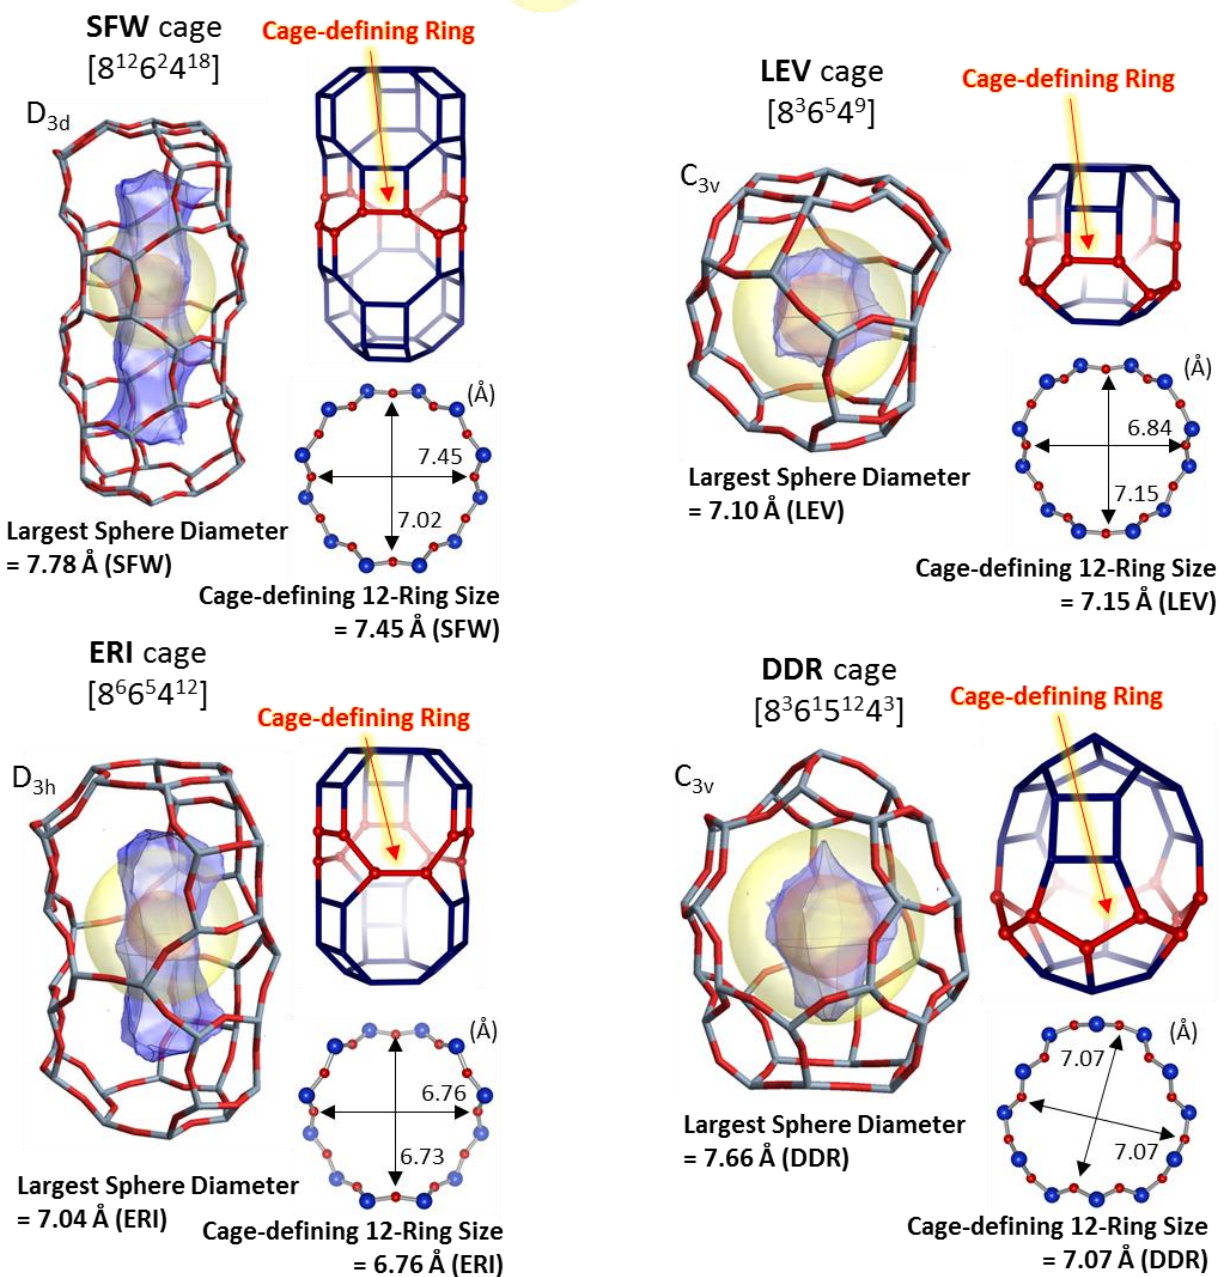 SFW cage
[8¹²6²4¹⁸]
Cage-defining Ring
D₃d
(Å)
7.45
7.02
Largest Sphere Diameter
= 7.78 Å (SFW)
Cage-defining 12-Ring Size
= 7.45 Å (SFW)
LEV cage
[8³6⁵4⁹]
Cage-defining Ring
C₃ᵥ
(Å)
6.84
7.15
Largest Sphere Diameter
= 7.10 Å (LEV)
Cage-defining 12-Ring Size
= 7.15 Å (LEV)
ERI cage
[8⁶6⁵4¹²]
Cage-defining Ring
D₃ₕ
(Å)
6.76
6.73
Largest Sphere Diameter
= 7.04 Å (ERI)
Cage-defining 12-Ring Size
= 6.76 Å (ERI)
DDR cage
[8³6¹5¹²4³]
Cage-defining Ring
C₃ᵥ
(Å)
7.07
7.07
Largest Sphere Diameter
= 7.66 Å (DDR)
Cage-defining 12-Ring Size
= 7.07 Å (DDR)